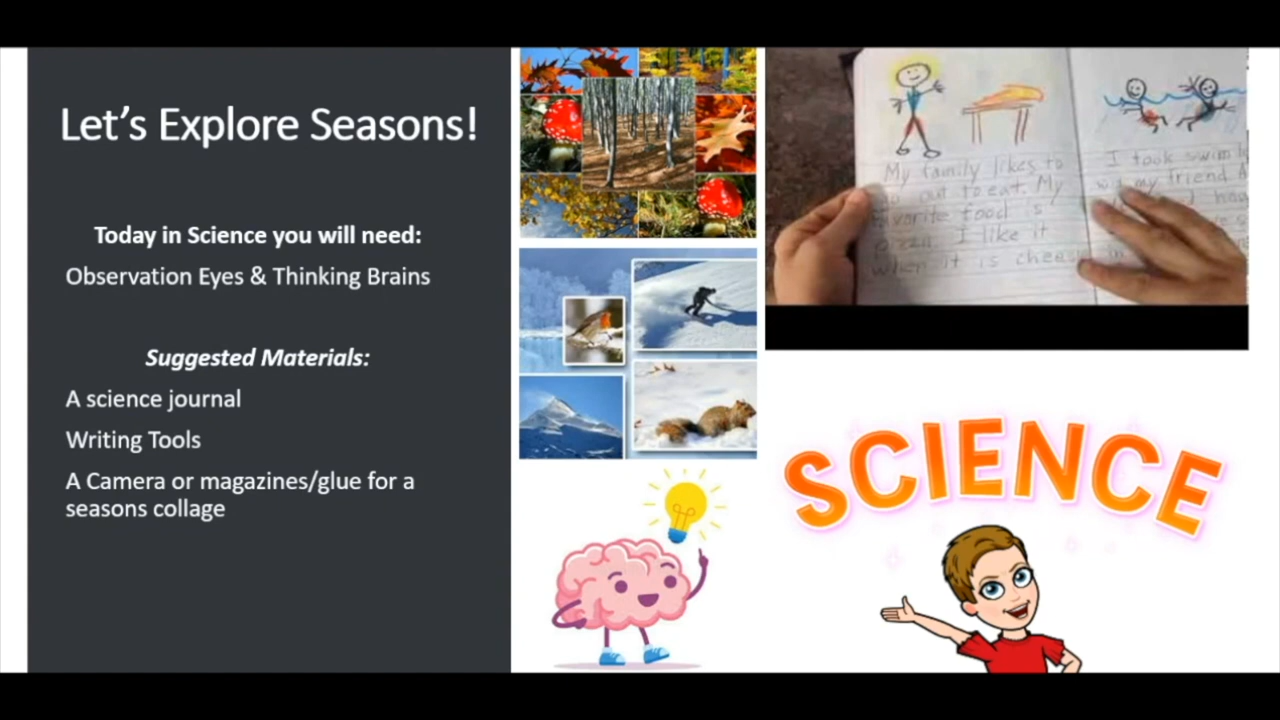 Let's Explore Seasons!
Today in Science you will need:
Observation Eyes & Thinking Brains
Suggested Materials:
A science journal
Writing Tools
A Camera or magazines/glue for a
seasons collage
My family likes to
go out to eat. My
favorite food is
pizza. I like it
when it is cheesy
I took swim
my friend
SCIENCE